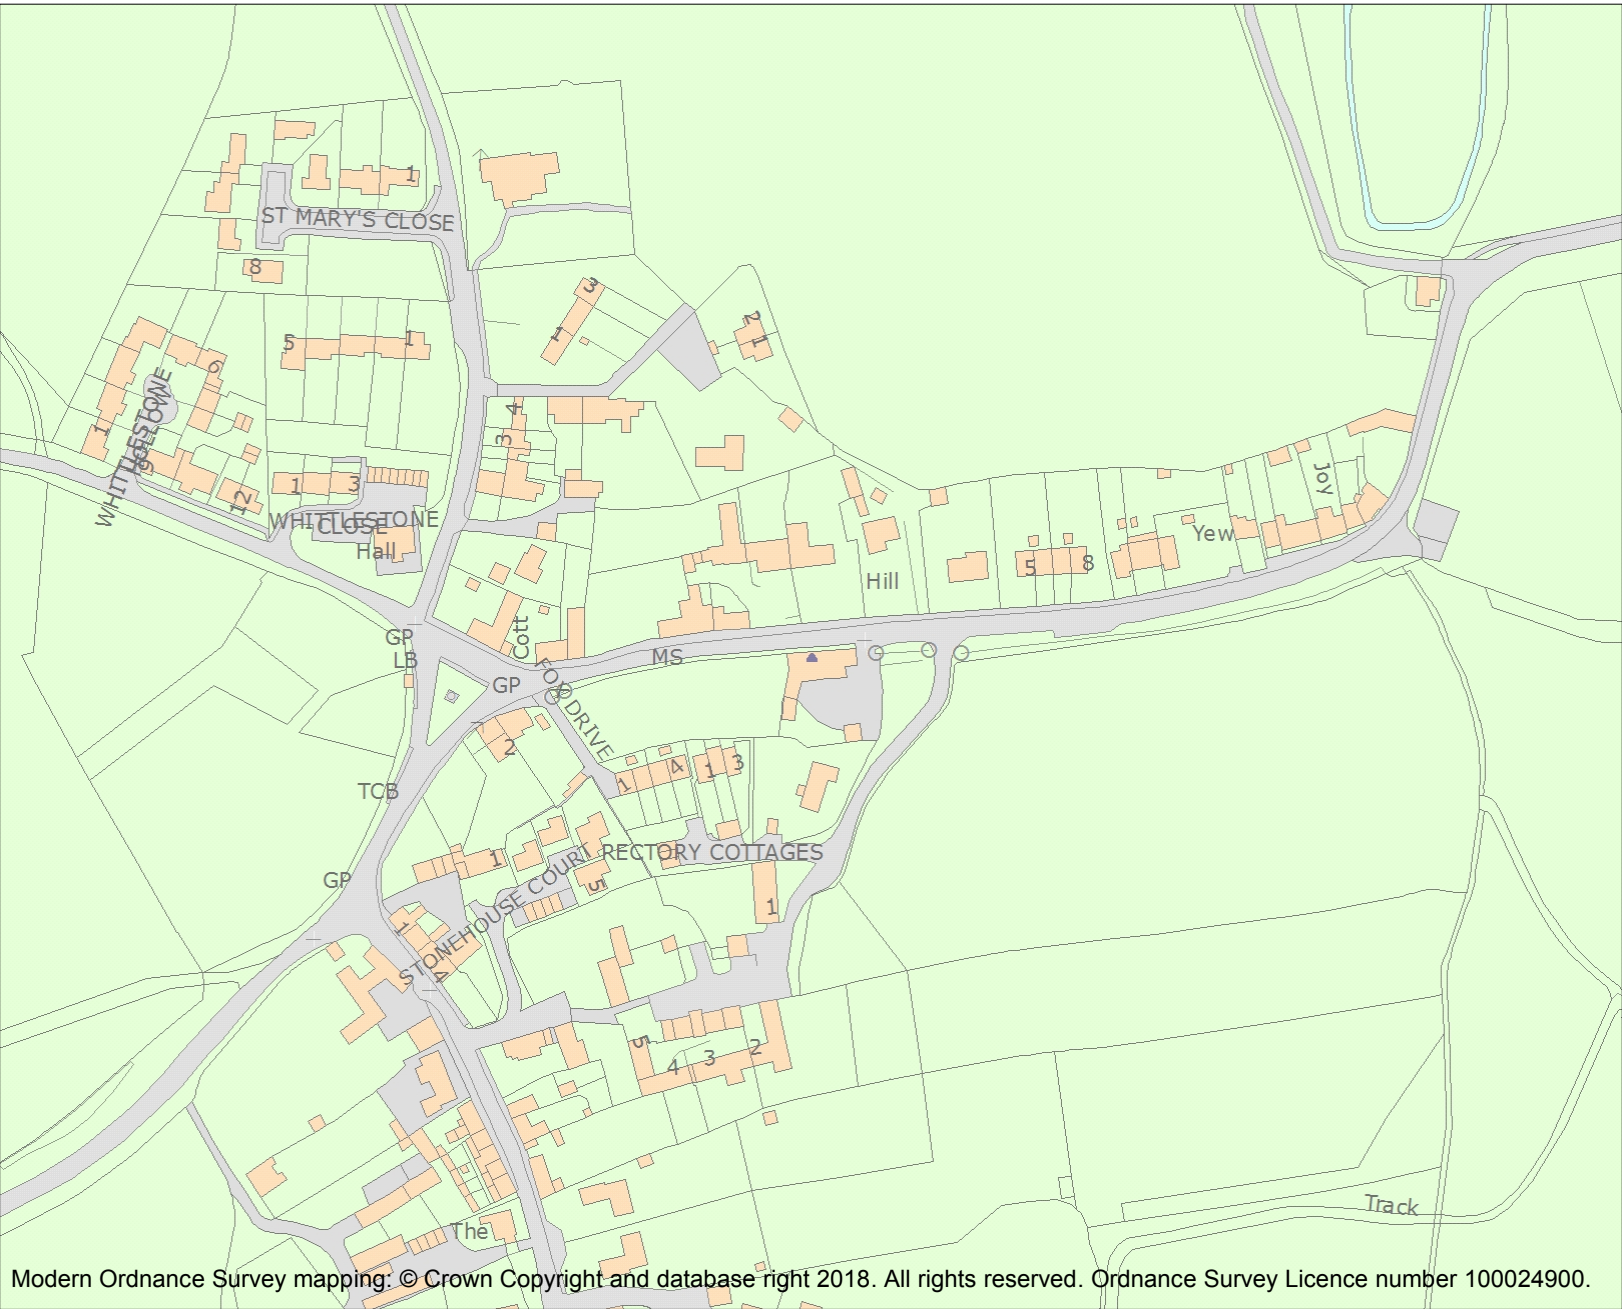 1
ST MARY'S CLOSE
8
3
1
2
1
5
1
6
4
3
1
WHITTLESTONE
HOLLOW
9
12
1
3
WHITTLESTONE
CLOSE
Hall
Joy
Yew
5
8
Hill
Cott
GP
LB
MS
GP
FOX DRIVE
2
1
4
1
3
TCB
RECTORY COTTAGES
1
5
GP
1
STONEHOUSE COURT
1
4
5
4
3
2
Track
The
Modern Ordnance Survey mapping: © Crown Copyright and database right 2018. All rights reserved. Ordnance Survey Licence number 100024900.